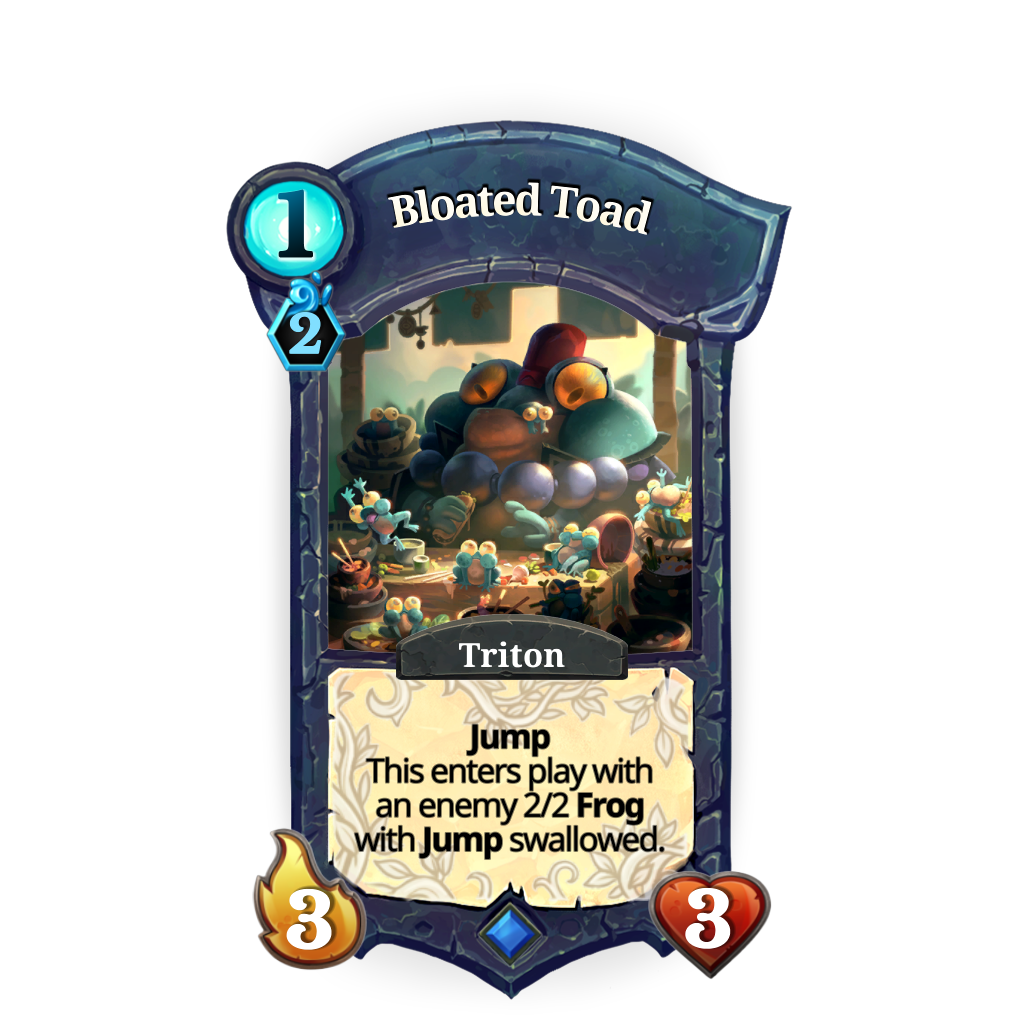 1
Bloated Toad
2
Triton
Jump
This enters play with
an enemy 2/2 Frog
with Jump swallowed.
3
3